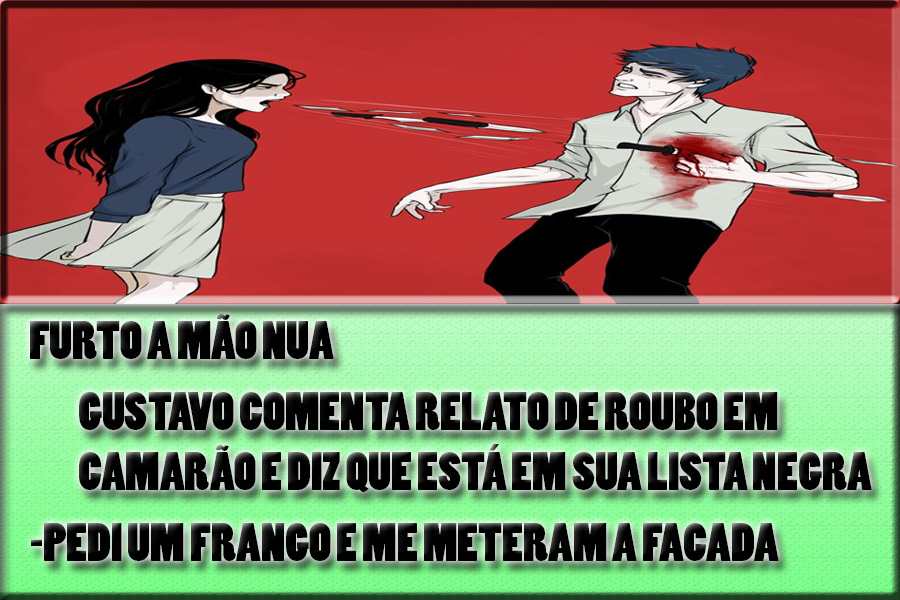 FURTO A MÃO NUA
GUSTAVO COMENTA RELATO DE ROUBO EM
CAMARÃO E DIZ QUE ESTÁ EM SUA LISTA NEGRA
-PEDI UM FRANGO E ME METERAM A FACADA